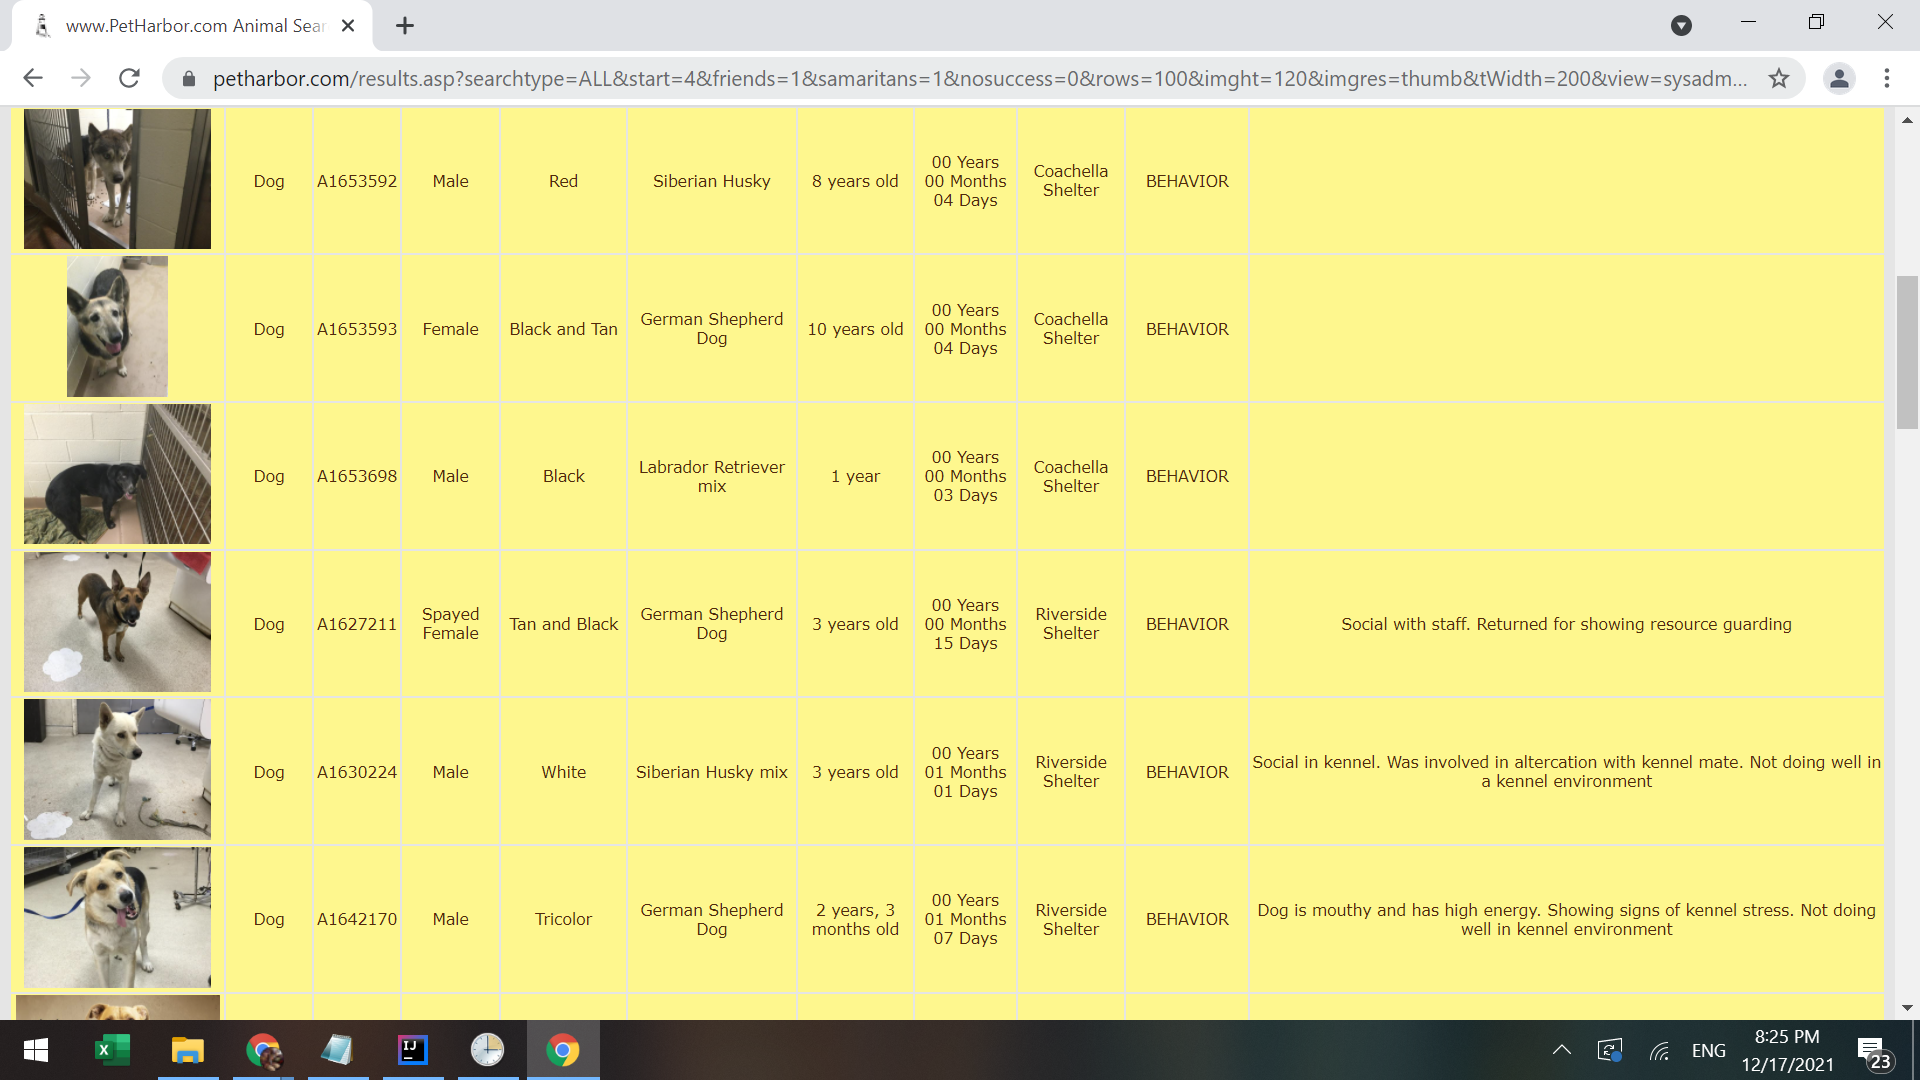 www.PetHarbor.com Animal Sear
petharbor.com/results.asp?searchtype=ALL&start=4&friends=1&samaritans=1&nosuccess=0&rows=100&imght=120&imgres=thumb&tWidth=200&view=sysadm...
Dog A1653592 Male Red Siberian Husky 8 years old
00 Years
00 Months
04 Days
Coachella
Shelter
BEHAVIOR
Dog A1653593 Female Black and Tan
German Shepherd
Dog
10 years old
00 Years
00 Months
04 Days
Coachella
Shelter
BEHAVIOR
Dog A1653698 Male Black
Labrador Retriever
mix
1 year
00 Years
00 Months
03 Days
Coachella
Shelter
BEHAVIOR
Dog A1627211
Spayed
Female
Tan and Black
German Shepherd
Dog
3 years old
00 Years
00 Months
15 Days
Riverside
Shelter
BEHAVIOR
Social with staff. Returned for showing resource guarding
Dog A1630224 Male White Siberian Husky mix 3 years old
00 Years
01 Months
01 Days
Riverside
Shelter
BEHAVIOR
Social in kennel. Was involved in altercation with kennel mate. Not doing well in
a kennel environment
Dog A1642170 Male Tricolor
German Shepherd
Dog
2 years, 3
months old
00 Years
01 Months
07 Days
Riverside
Shelter
BEHAVIOR
Dog is mouthy and has high energy. Showing signs of kennel stress. Not doing
well in kennel environment
X
IJ
ENG
8:25 PM
12/17/2021
23